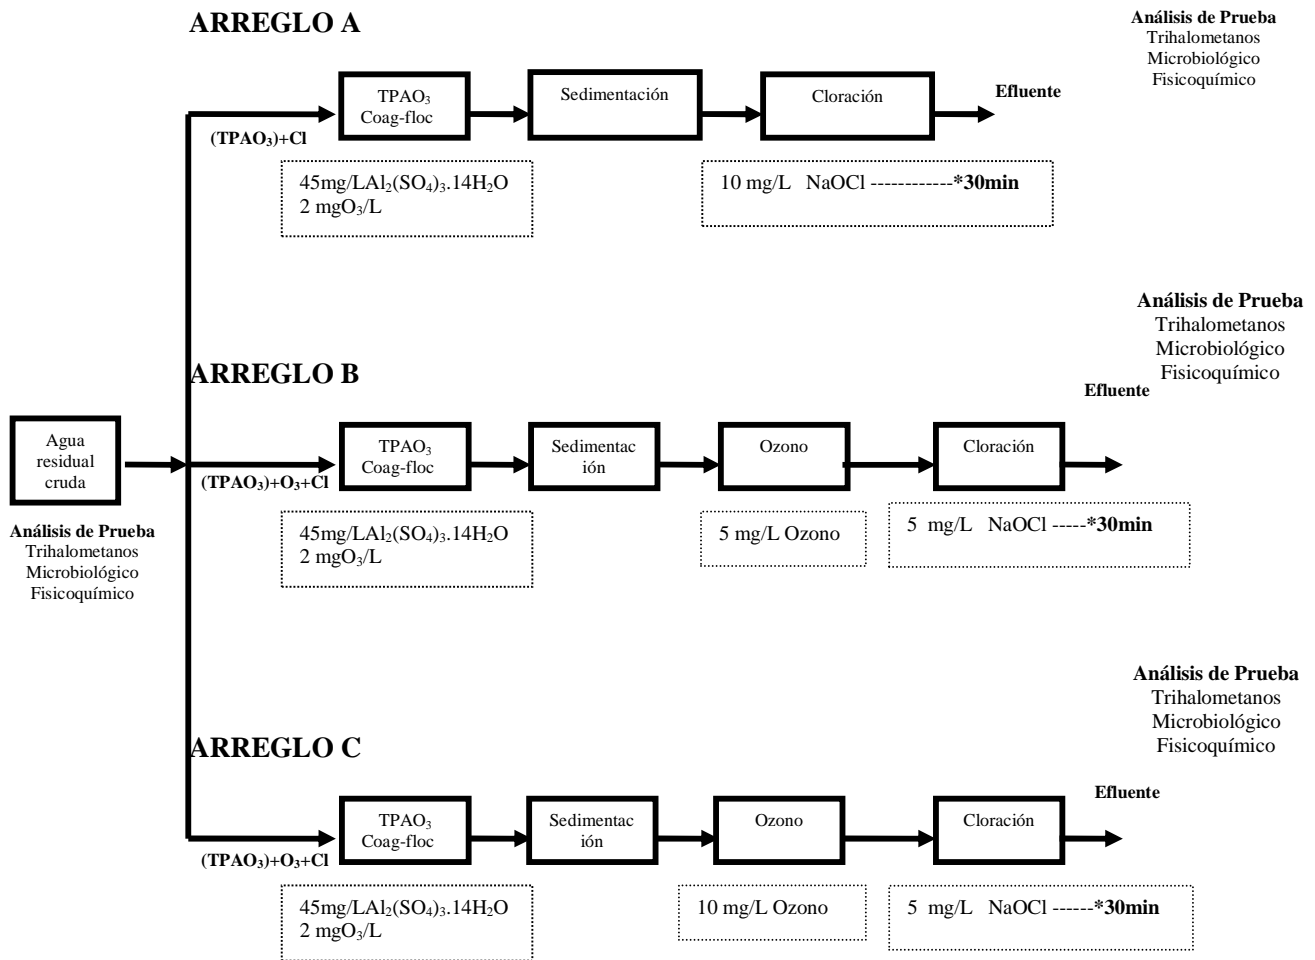 ARREGLO A
Análisis de Prueba
Trihalometanos
Microbiológico
Fisicoquímico
(TPAO₃)+Cl
TPAO₃
Coag-floc
Sedimentación
Cloración
Efluente
45mg/LAl₂(SO₄)₃.14H₂O
2 mgO₃/L
10 mg/L NaOCl ------------*30min
Análisis de Prueba
Trihalometanos
Microbiológico
Fisicoquímico
ARREGLO B
Efluente
Agua
residual
cruda
Análisis de Prueba
Trihalometanos
Microbiológico
Fisicoquímico
(TPAO₃)+O₃+Cl
TPAO₃
Coag-floc
Sedimentac
ión
Ozono
Cloración
45mg/LAl₂(SO₄)₃.14H₂O
2 mgO₃/L
5 mg/L Ozono
5 mg/L NaOCl -----*30min
Análisis de Prueba
Trihalometanos
Microbiológico
Fisicoquímico
ARREGLO C
Efluente
(TPAO₃)+O₃+Cl
TPAO₃
Coag-floc
Sedimentac
ión
Ozono
Cloración
45mg/LAl₂(SO₄)₃.14H₂O
2 mgO₃/L
10 mg/L Ozono
5 mg/L NaOCl ------*30min